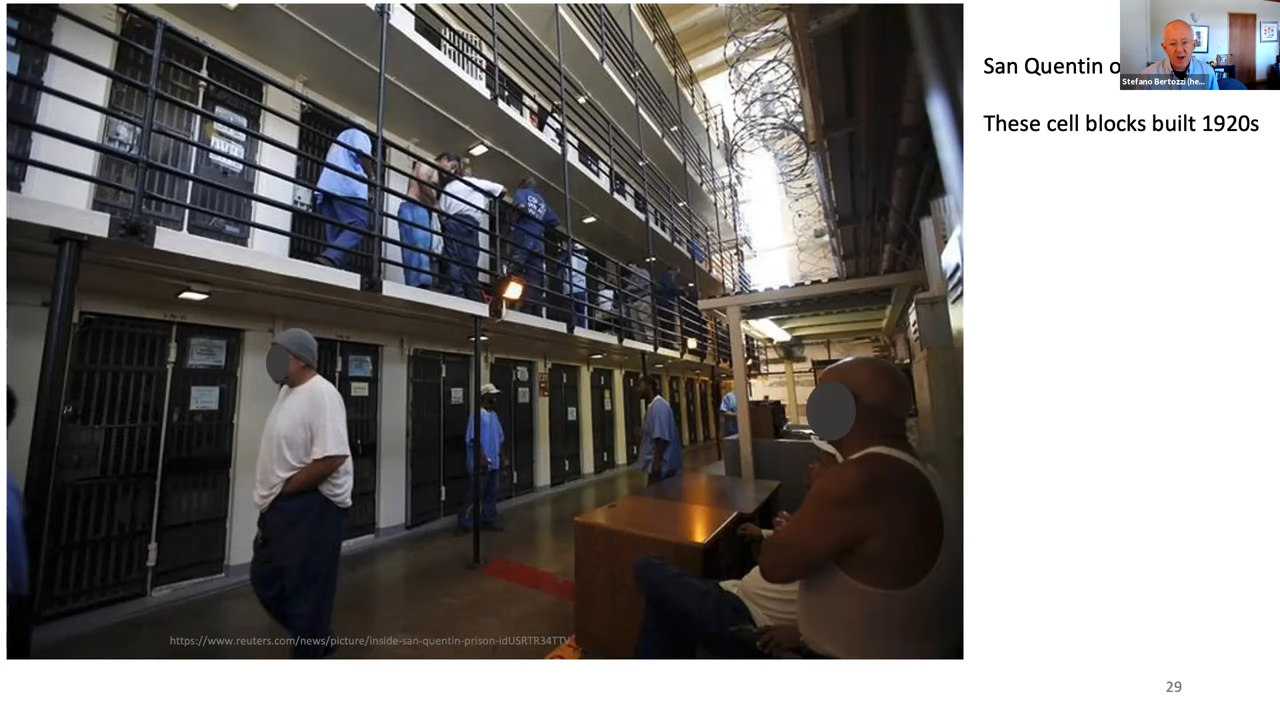 San Quentin o
Stefano Bertozzi (he...
These cell blocks built 1920s
https://www.reuters.com/news/picture/inside-san-quentin-prison-idUSRTR34TTV
29